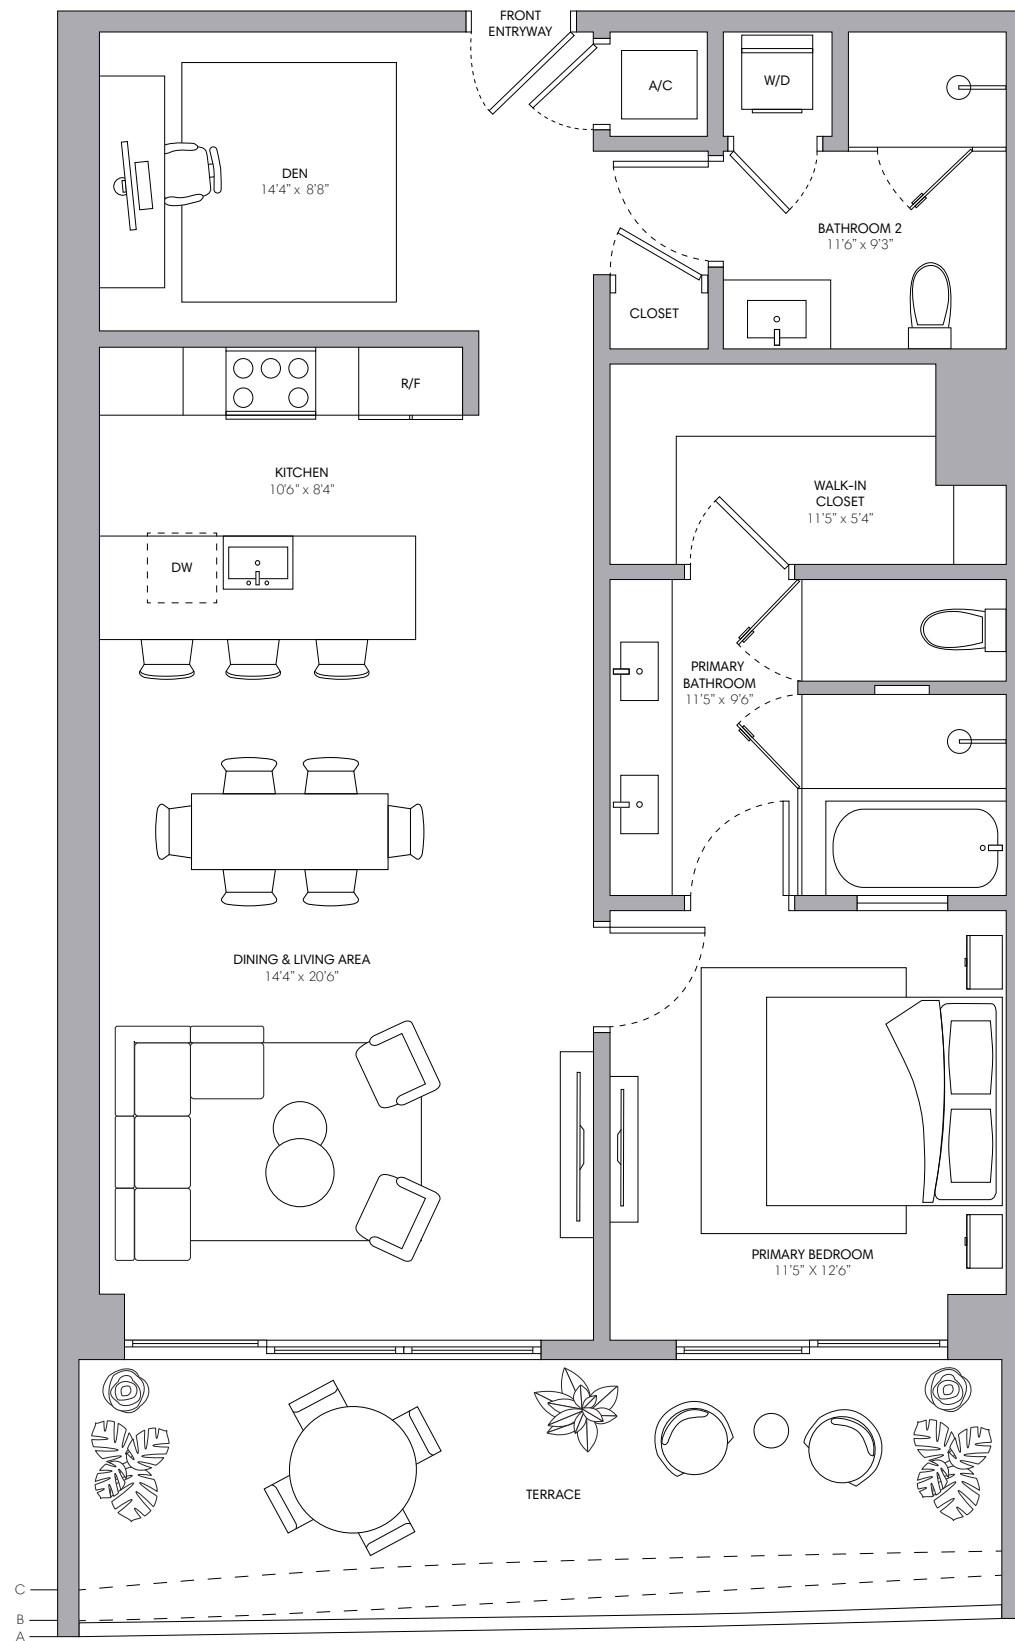 FRONT
ENTRYWAY
A/C
W/D
DEN
14'4" x 8'8"
BATHROOM 2
11'6" x 9'3"
CLOSET
R/F
KITCHEN
10'6" x 8'4"
WALK-IN
CLOSET
11'5" x 5'4"
DW
PRIMARY
BATHROOM
11'5" x 9'6"
DINING & LIVING AREA
14'4" x 20'6"
PRIMARY BEDROOM
11'5" X 12'6"
TERRACE
C
B
A